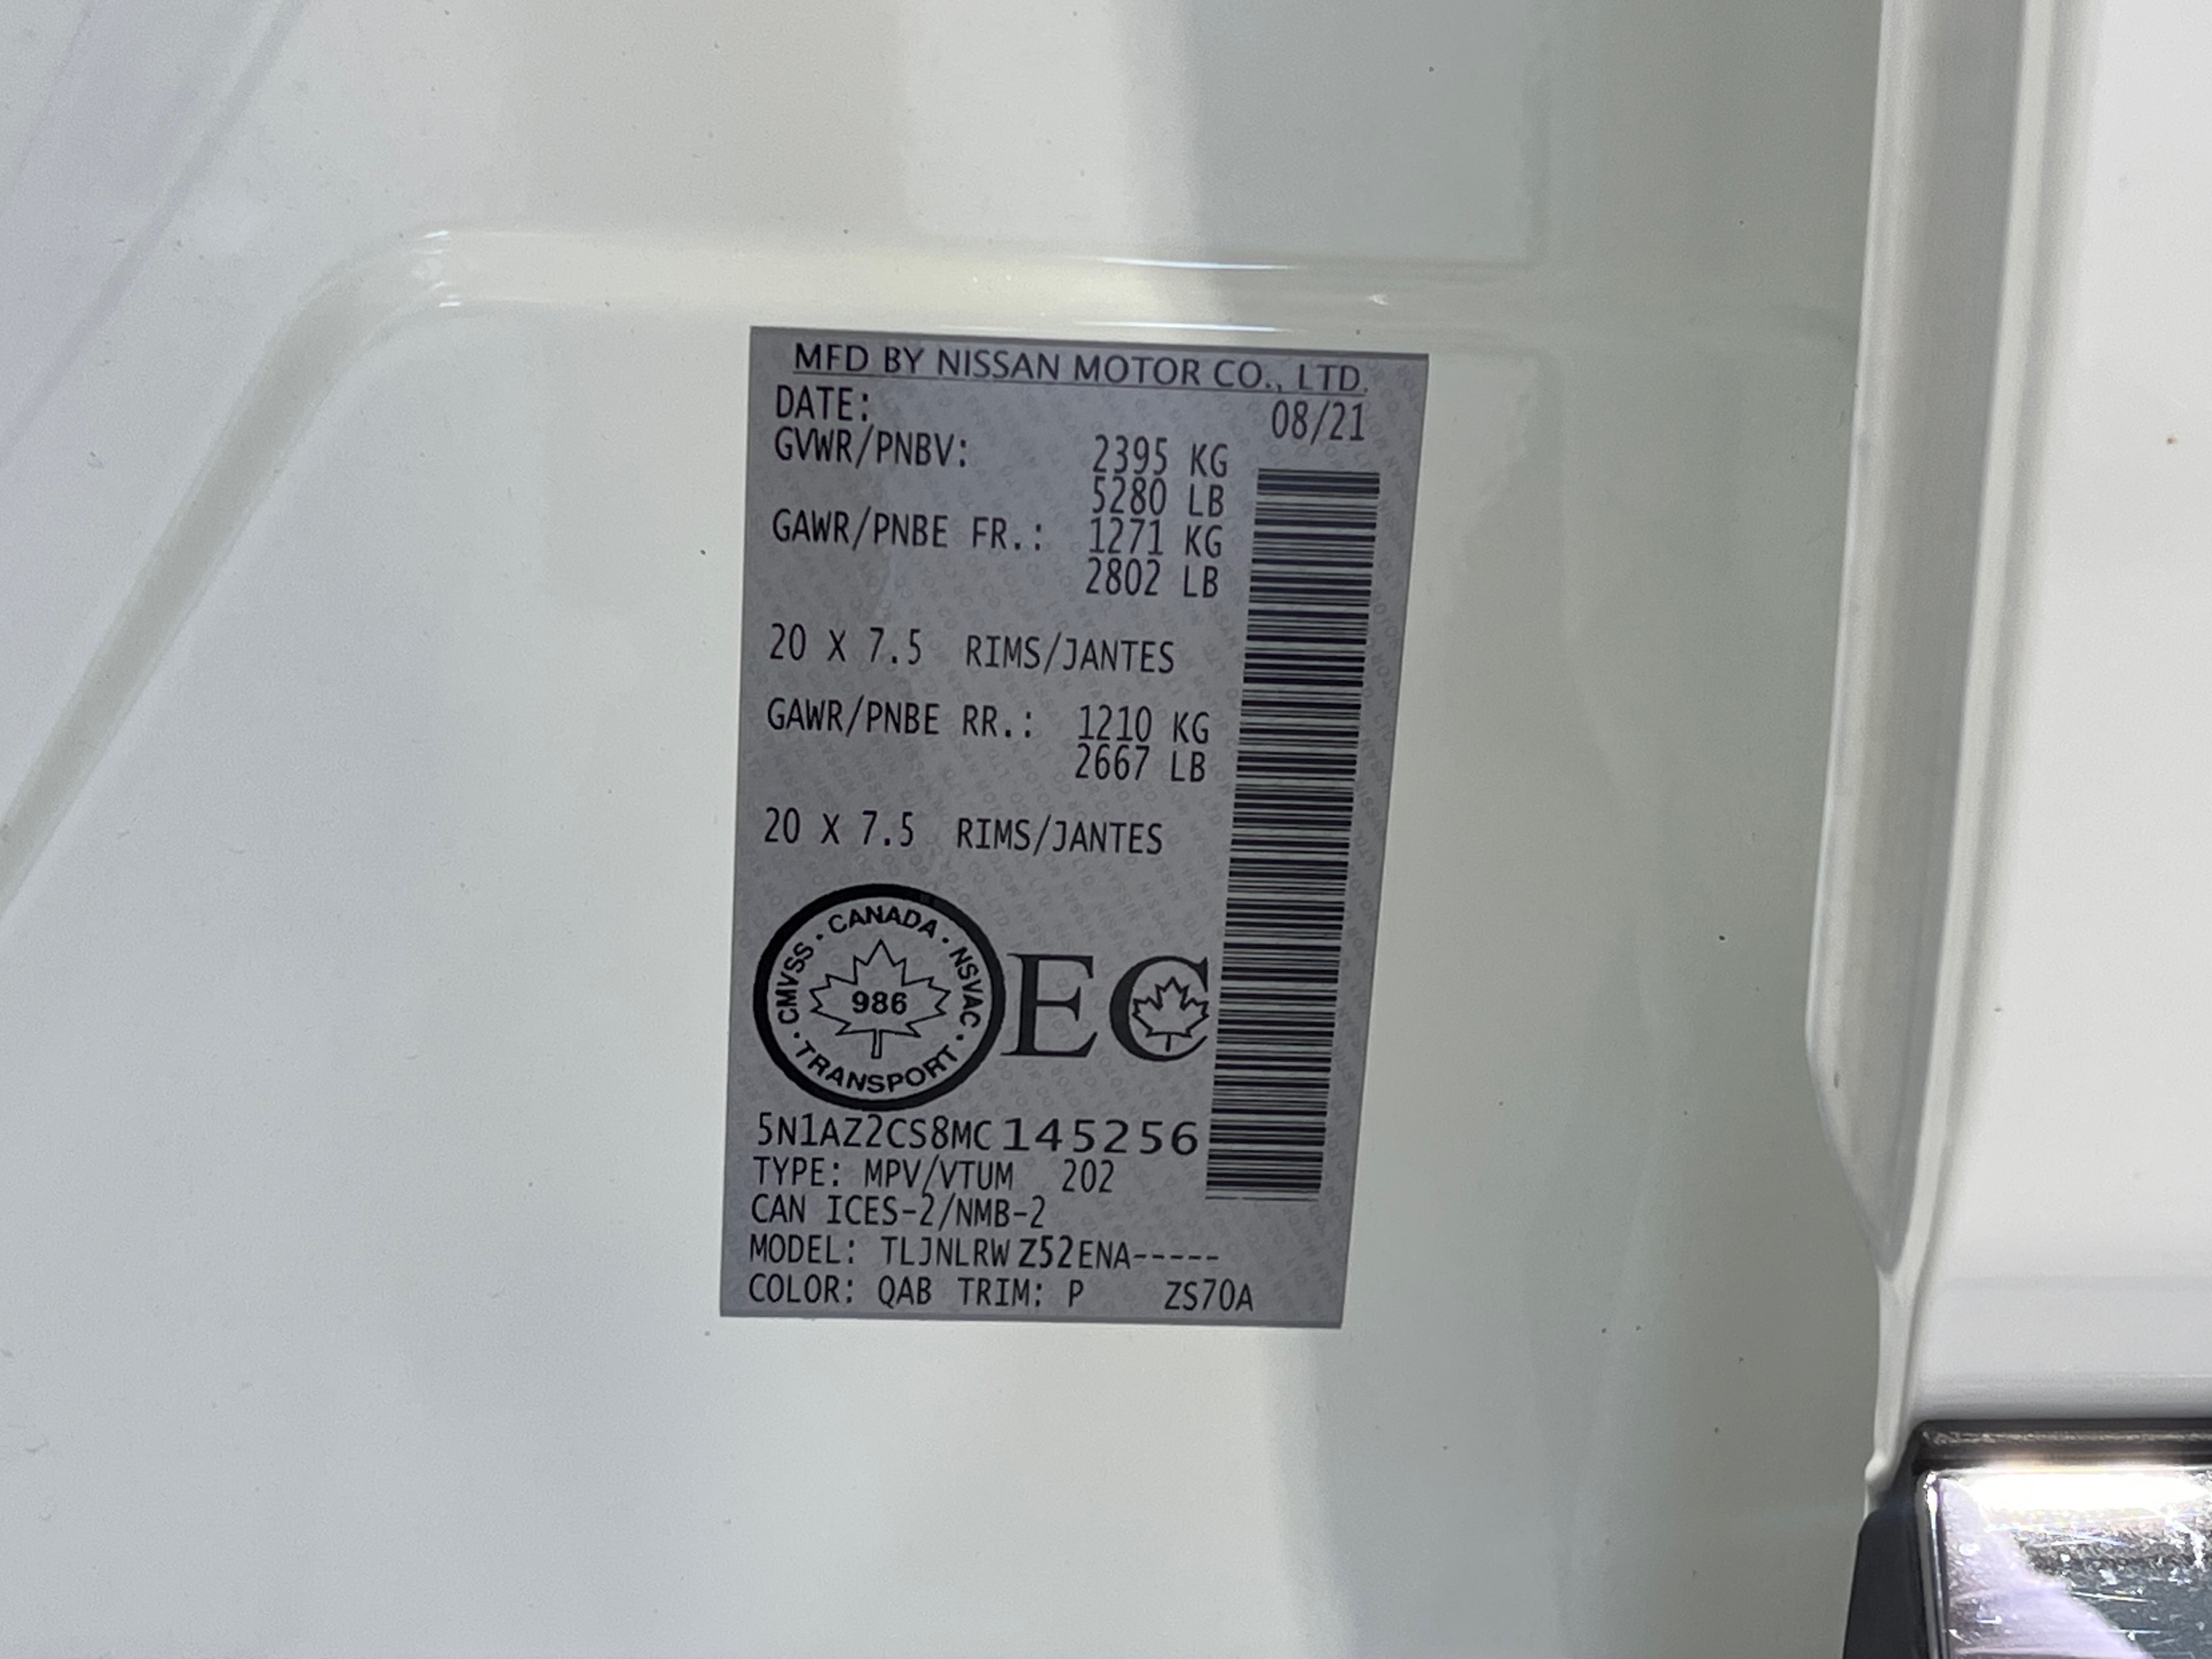 MFD BY NISSAN MOTOR CO., LTD.
DATE: 08/21
GVWR/PNBV: 2395 KG
5280 LB
GAWR/PNBE FR.: 1271 KG
2802 LB
20 X 7.5 RIMS/JANTES
GAWR/PNBE RR.: 1210 KG
2667 LB
20 X 7.5 RIMS/JANTES
CMVSS · CANADA · NSVAC · TRANSPORT ·
986
EC
5N1AZ2CS8MC145256
TYPE: MPV/VTUM 202
CAN ICES-2/NMB-2
MODEL: TLJNLRW Z52ENA-----
COLOR: QAB TRIM: P ZS70A